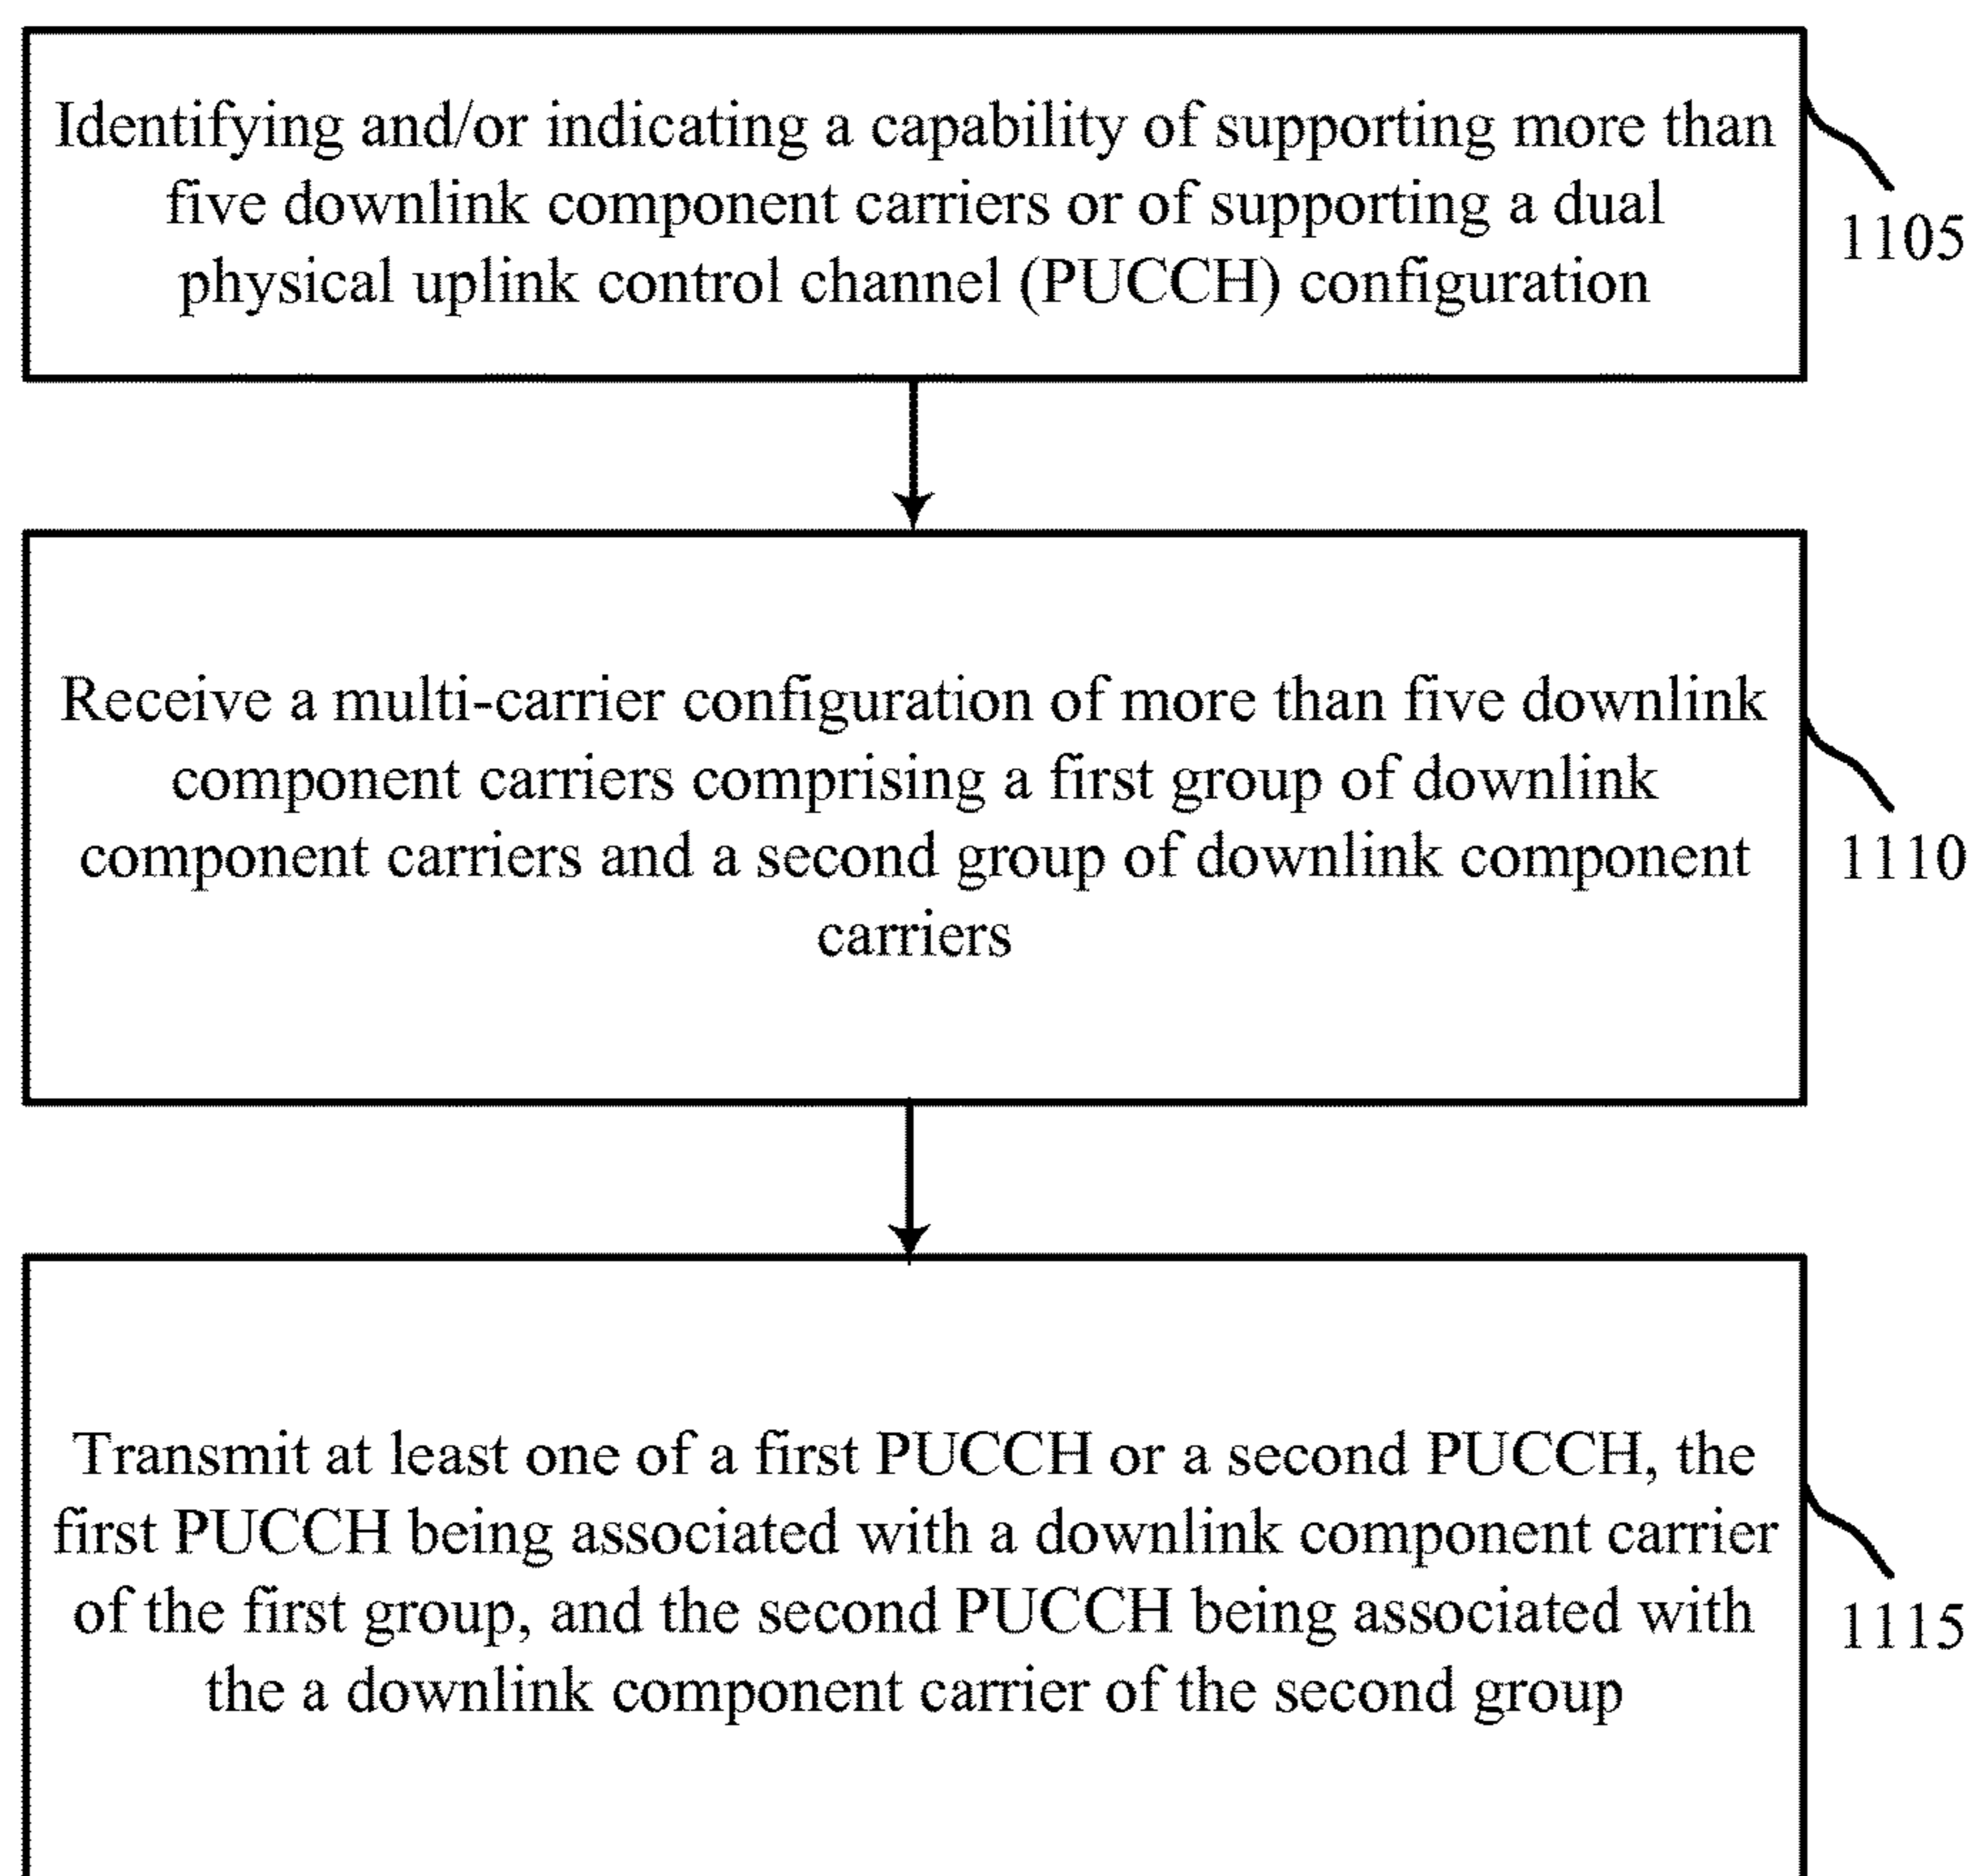 Identifying and/or indicating a capability of supporting more than
five downlink component carriers or of supporting a dual
physical uplink control channel (PUCCH) configuration
1105
Receive a multi-carrier configuration of more than five downlink
component carriers comprising a first group of downlink
component carriers and a second group of downlink component
carriers
1110
Transmit at least one of a first PUCCH or a second PUCCH, the
first PUCCH being associated with a downlink component carrier
of the first group, and the second PUCCH being associated with
the a downlink component carrier of the second group
1115